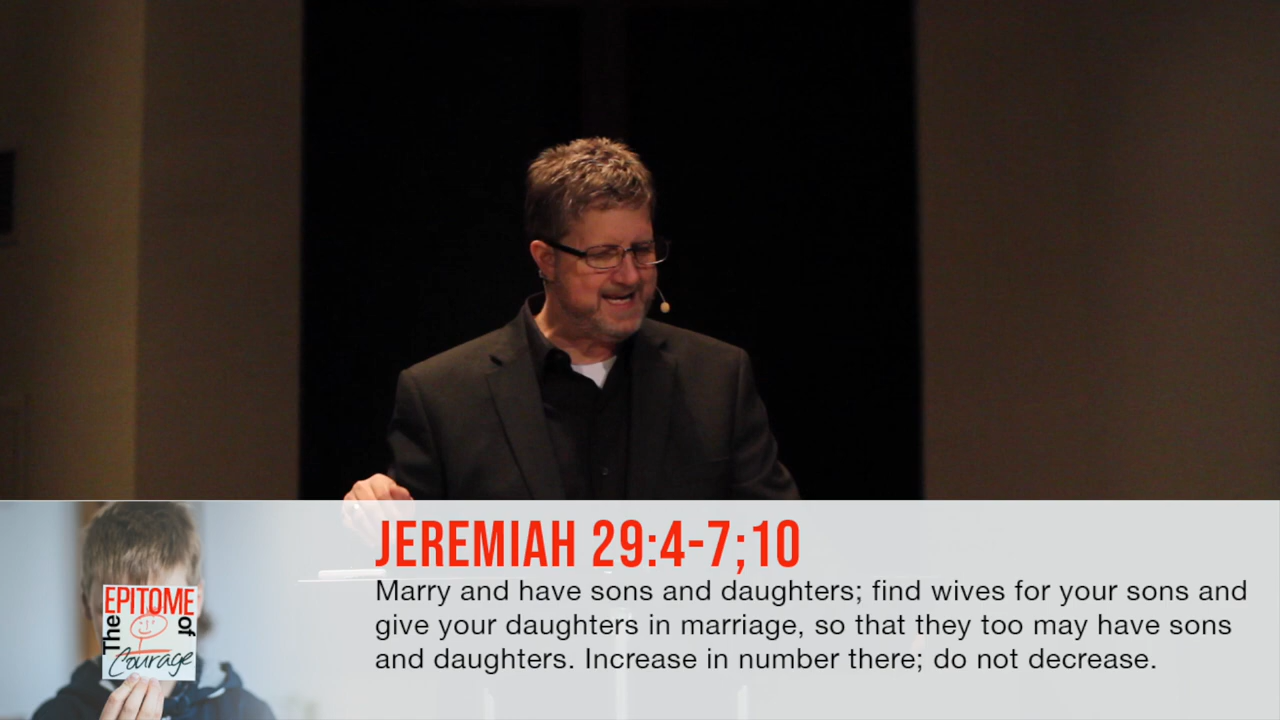 JEREMIAH 29:4-7;10
Marry and have sons and daughters; find wives for your sons and
give your daughters in marriage, so that they too may have sons
and daughters. Increase in number there; do not decrease.
The EPITOME of
Courage